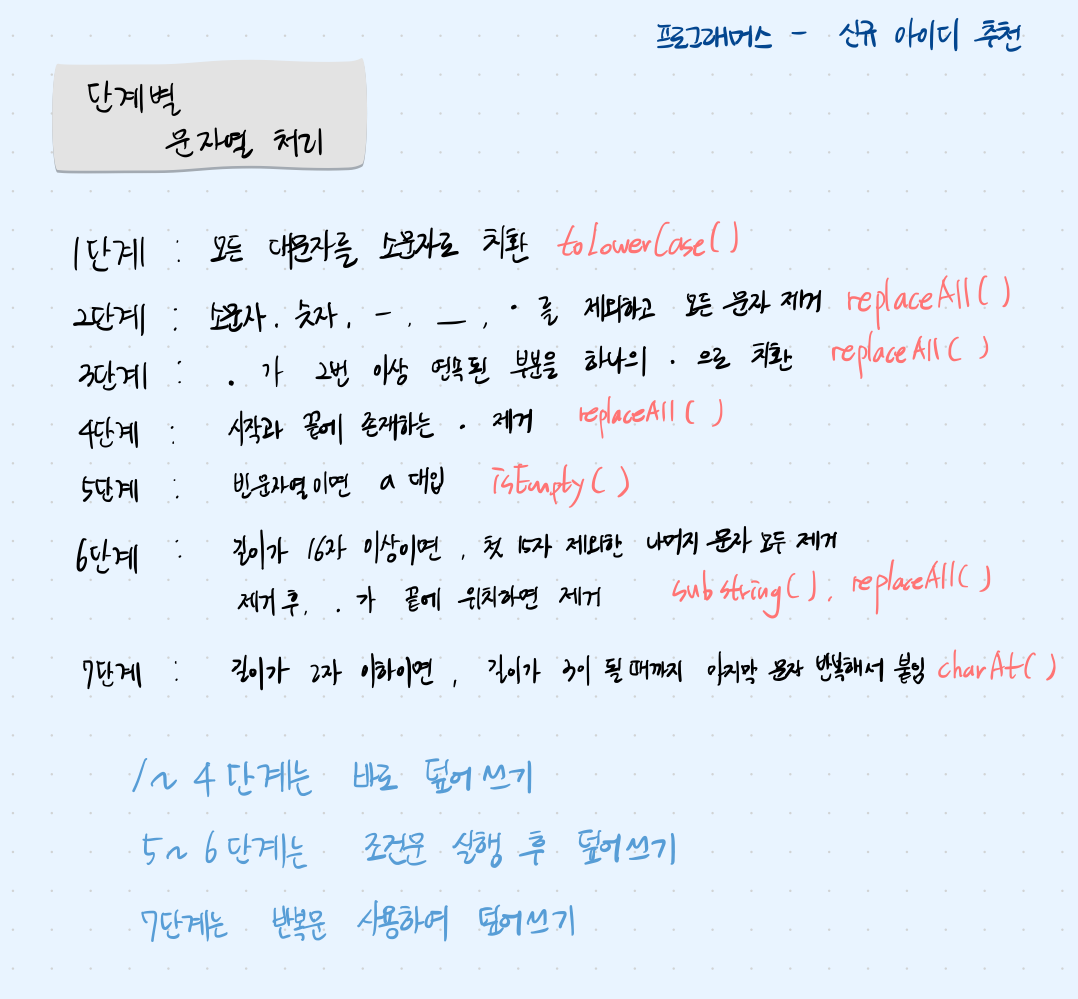 프로그래머스 - 신규 아이디 추천
단계별
문자열 처리
1단계 : 모든 대문자를 소문자로 치환 toLowerCase()
2단계 : 소문자, 숫자, -, _, . 를 제외하고 모든 문자 제거 replaceAll()
3단계 : . 가 2번 이상 연속된 부분을 하나의 . 으로 치환 replaceAll()
4단계 : 시작과 끝에 존재하는 . 제거 replaceAll()
5단계 : 빈문자열이면 a 대입 isEmpty()
6단계 : 길이가 16자 이상이면, 첫 15자 제외한 나머지 문자 모두 제거
제거 후, . 가 끝에 위치하면 제거 substring(), replaceAll()
7단계 : 길이가 2자 이하이면, 길이가 3이 될 때까지 마지막 문자 반복해서 붙임 charAt()
1~4단계는 바로 덮어쓰기
5~6단계는 조건문 실행 후 덮어쓰기
7단계는 반복문 사용하여 덮어쓰기